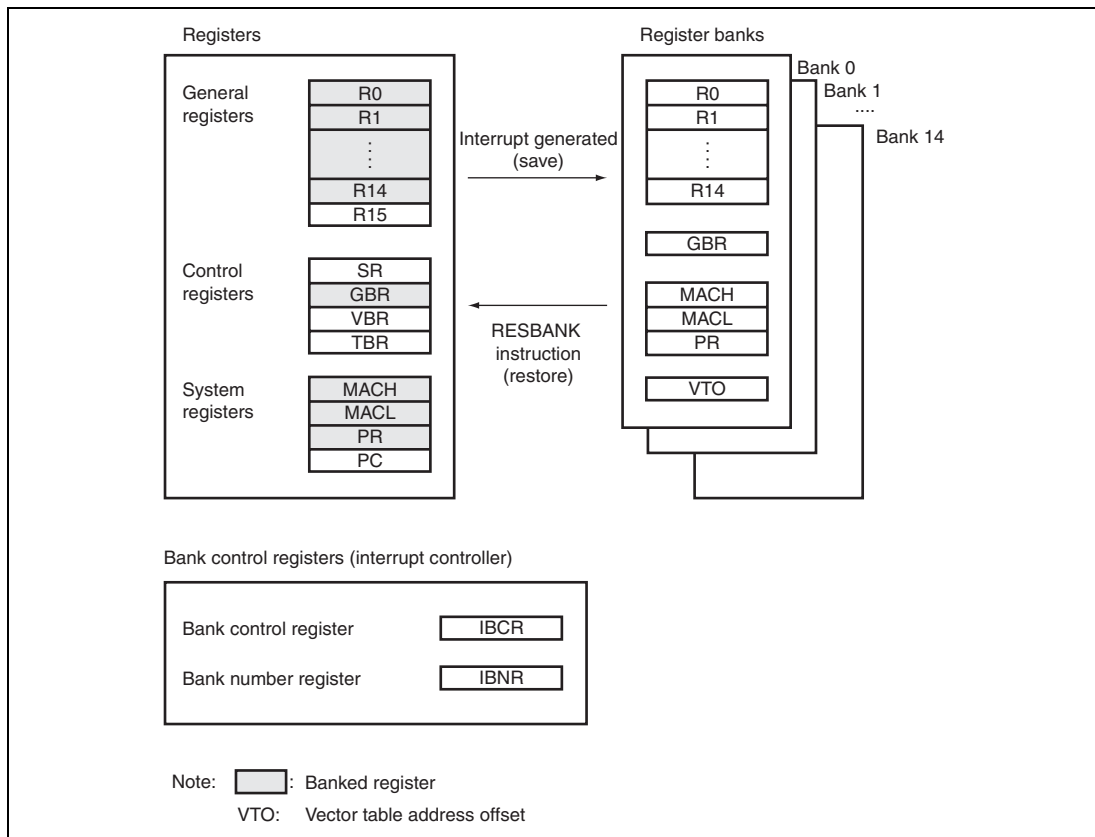 Registers
General
registers
R0
R1
R14
R15
Control
registers
SR
GBR
VBR
TBR
System
registers
MACH
MACL
PR
PC
Interrupt generated
(save)
RESBANK
instruction
(restore)
Register banks
Bank 0
Bank 1
....
Bank 14
R0
R1
R14
GBR
MACH
MACL
PR
VTO
Bank control registers (interrupt controller)
Bank control register
IBCR
Bank number register
IBNR
Note: : Banked register
VTO: Vector table address offset